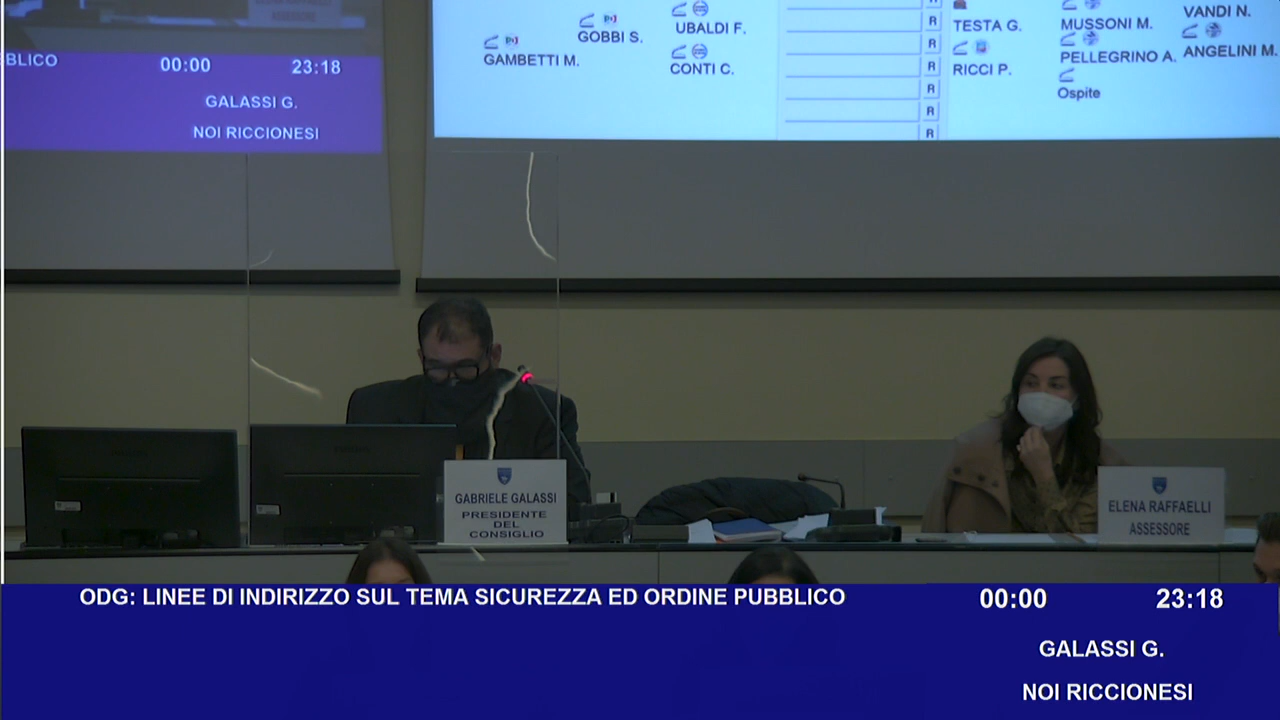 BLICO
00:00
23:18
GALASSI G.
NOI RICCIONESI
GAMBETTI M.
GOBBI S.
UBALDI F.
CONTI C.
R
R
R
R
R
R
TESTA G.
RICCI P.
MUSSONI M.
PELLEGRINO A.
Ospite
VANDI N.
ANGELINI M.
GABRIELE GALASSI
PRESIDENTE
DEL
CONSIGLIO
ELENA RAFFAELLI
ASSESSORE
ODG: LINEE DI INDIRIZZO SUL TEMA SICUREZZA ED ORDINE PUBBLICO
00:00
23:18
GALASSI G.
NOI RICCIONESI